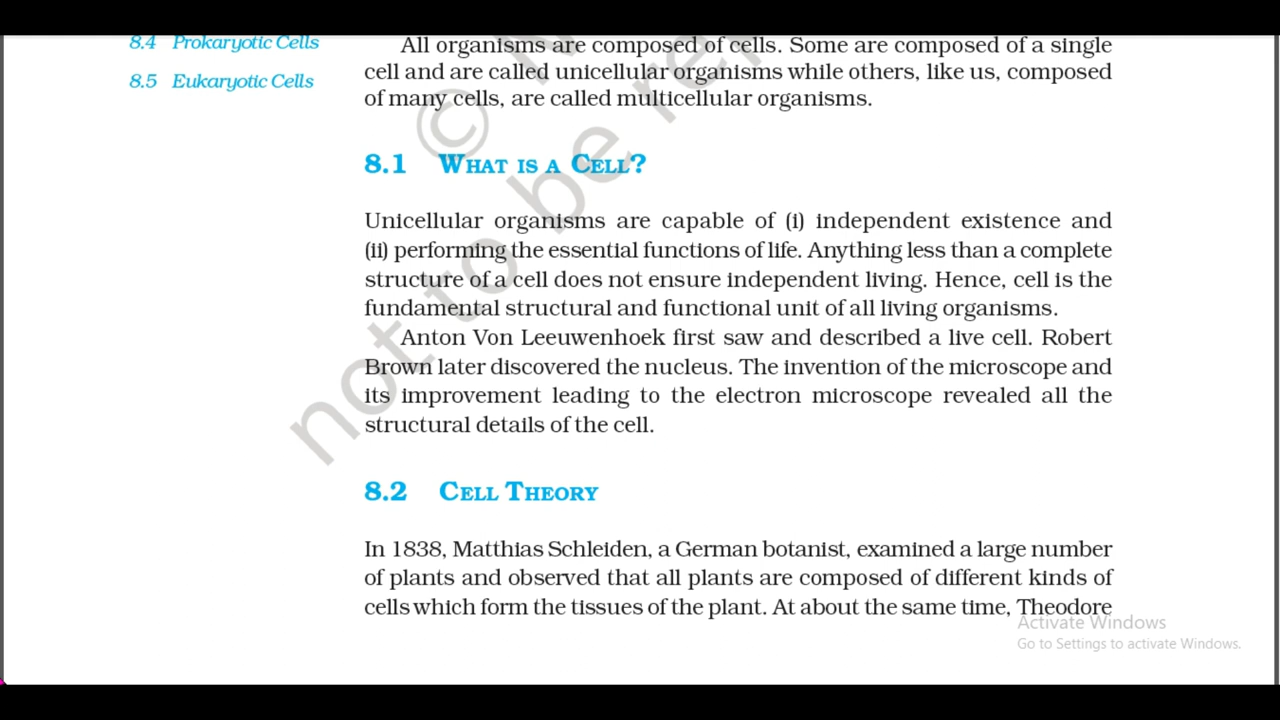 8.4 Prokaryotic Cells
8.5 Eukaryotic Cells
All organisms are composed of cells. Some are composed of a single
cell and are called unicellular organisms while others, like us, composed
of many cells, are called multicellular organisms.
8.1 WHAT IS A CELL?
Unicellular organisms are capable of (i) independent existence and
(ii) performing the essential functions of life. Anything less than a complete
structure of a cell does not ensure independent living. Hence, cell is the
fundamental structural and functional unit of all living organisms.
Anton Von Leeuwenhoek first saw and described a live cell. Robert
Brown later discovered the nucleus. The invention of the microscope and
its improvement leading to the electron microscope revealed all the
structural details of the cell.
8.2 CELL THEORY
In 1838, Matthias Schleiden, a German botanist, examined a large number
of plants and observed that all plants are composed of different kinds of
cells which form the tissues of the plant. At about the same time, Theodore
©
not to be
Activate Windows
Go to Settings to activate Windows.